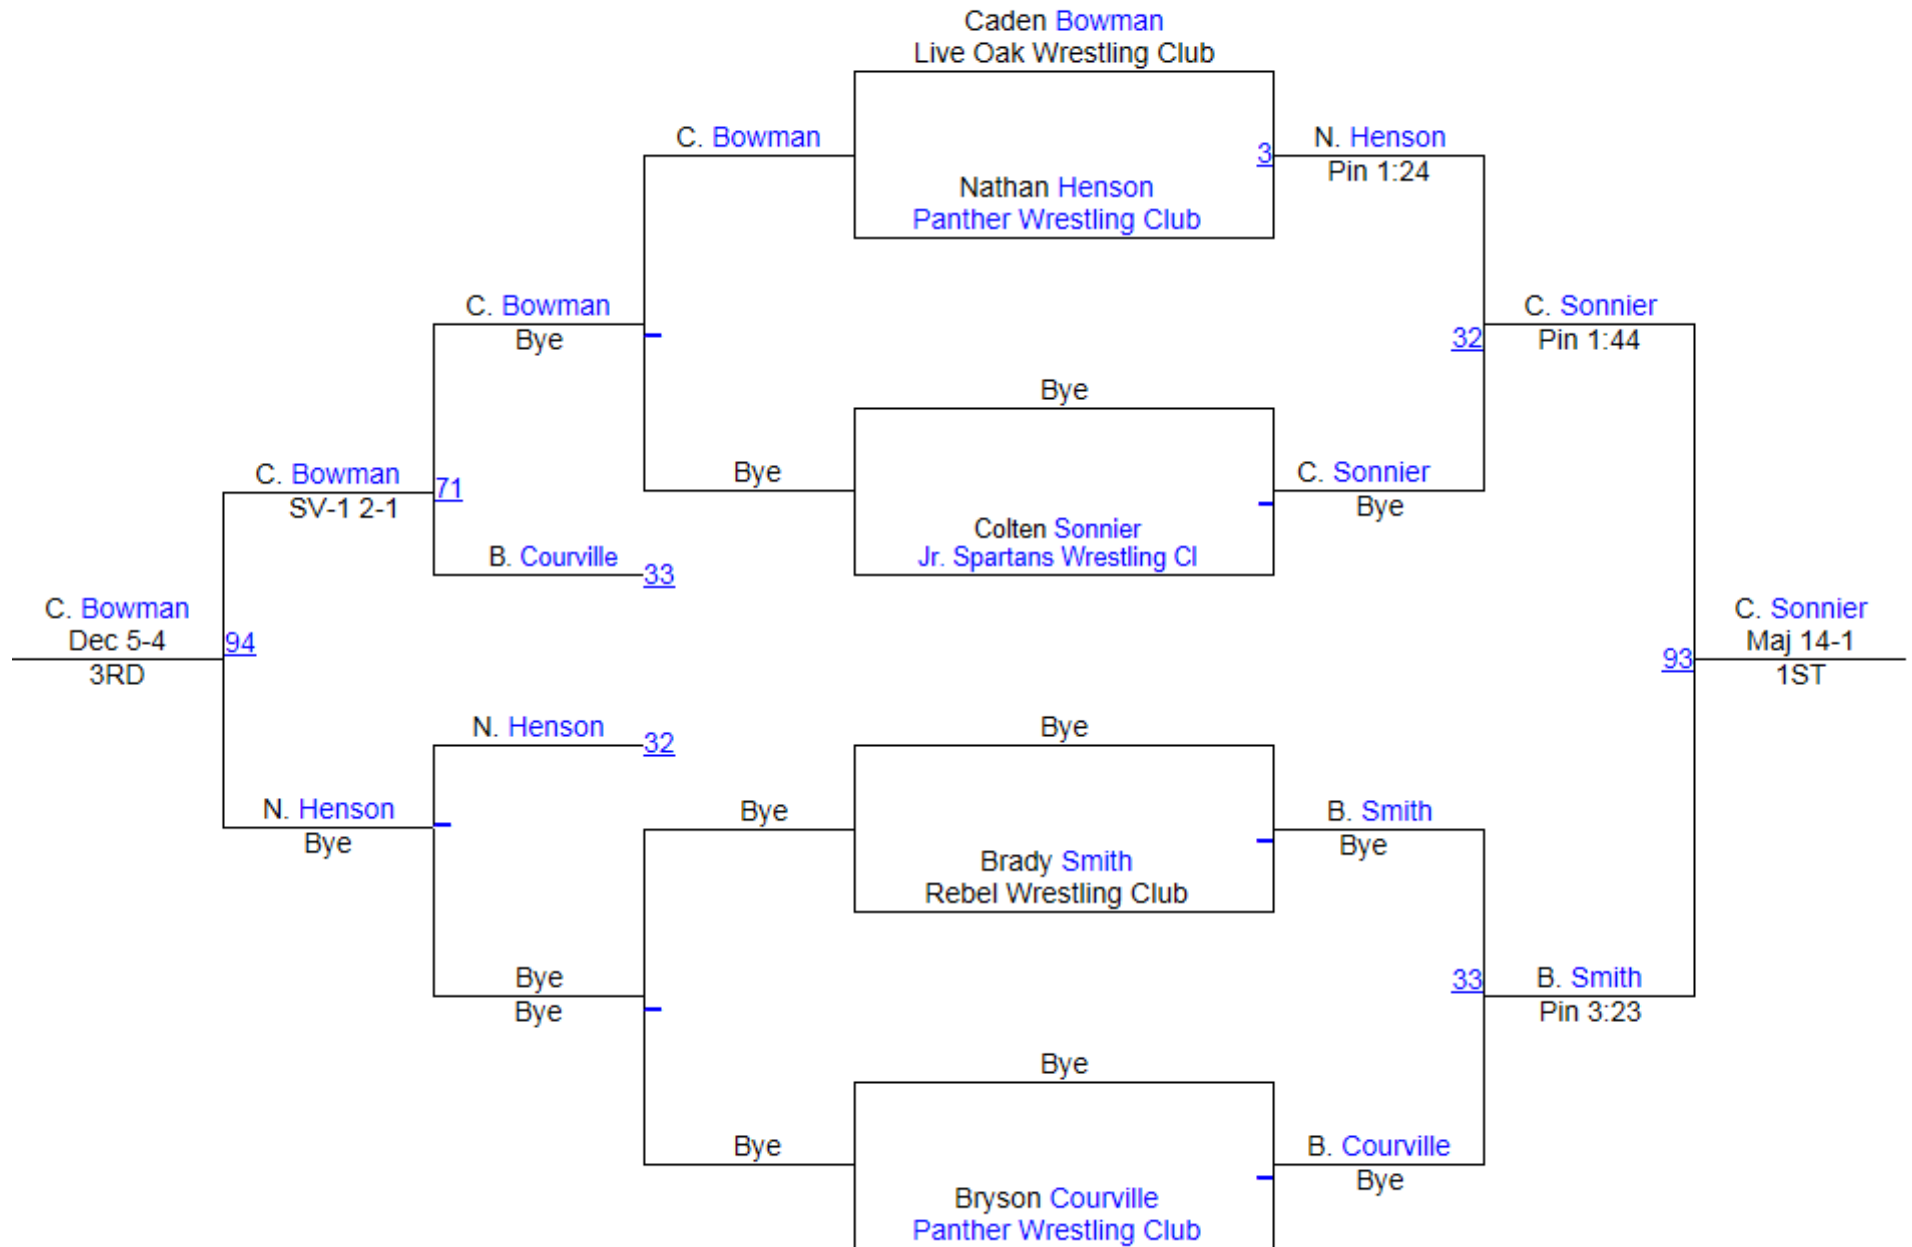 Caden Bowman
Live Oak Wrestling Club
C. Bowman
3
N. Henson
Pin 1:24
Nathan Henson
Panther Wrestling Club
C. Bowman
Bye
C. Sonnier
32
Pin 1:44
Bye
C. Bowman
71
SV-1 2-1
Bye
C. Sonnier
Bye
Colten Sonnier
Jr. Spartans Wrestling Cl
B. Courville
33
C. Bowman
Dec 5-4
94
3RD
C. Sonnier
Maj 14-1
93
1ST
N. Henson
32
Bye
N. Henson
Bye
Bye
B. Smith
Bye
Brady Smith
Rebel Wrestling Club
Bye
Bye
33
B. Smith
Pin 3:23
Bye
Bye
B. Courville
Bye
Bryson Courville
Panther Wrestling Club